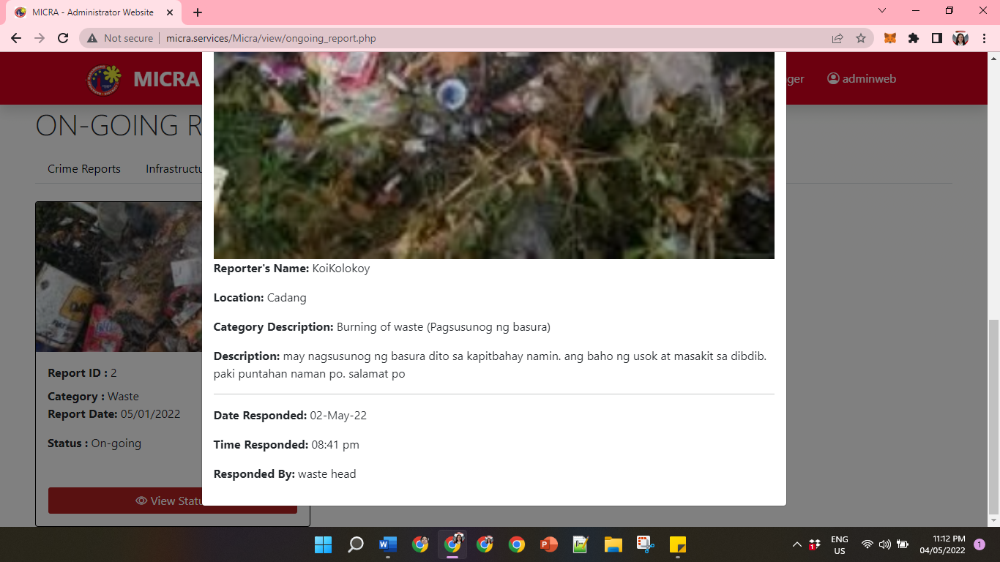 MICRA - Administrator Website
Not secure
micra.services/Micra/view/ongoing_report.php
MICRA
ger
adminweb
ON-GOING R
Crime Reports
Infrastructu
Reporter's Name: KoiKolokoy
Location: Cadang
Category Description: Burning of waste (Pagsusunog ng basura)
Description: may nagsusunog ng basura dito sa kapitbahay namin. ang baho ng usok at masakit sa dibdib.
paki puntahan naman po. salamat po
Date Responded: 02-May-22
Time Responded: 08:41 pm
Responded By: waste head
Report ID : 2
Category : Waste
Report Date: 05/01/2022
Status : On-going
View Statu
ENG
US
11:12 PM
04/05/2022
1
1